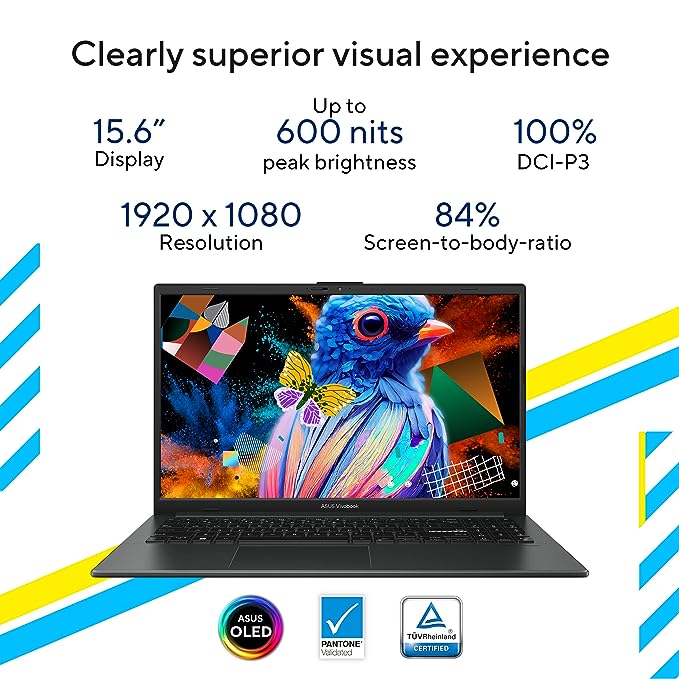 Clearly superior visual experience
15.6”
Display
Up to
600 nits
peak brightness
100%
DCI-P3
1920 x 1080
Resolution
84%
Screen-to-body-ratio
ASUS Vivobook
ASUS
OLED
PANTONE®
Validated
TÜVRheinland
CERTIFIED